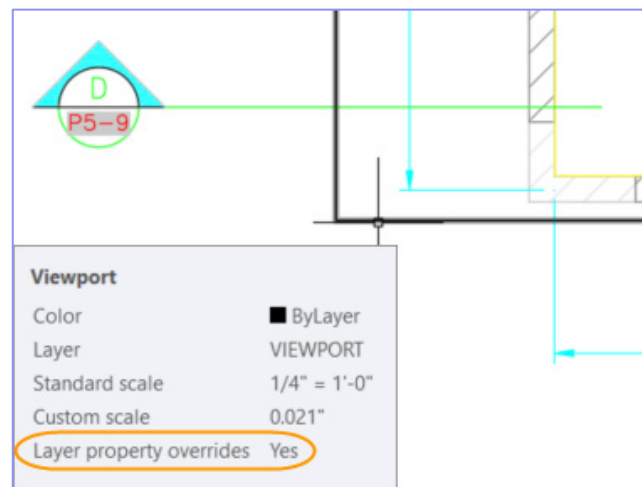 D
P5-9
Viewport
Color ByLayer
Layer VIEWPORT
Standard scale 1/4" = 1'-0"
Custom scale 0.021"
Layer property overrides Yes